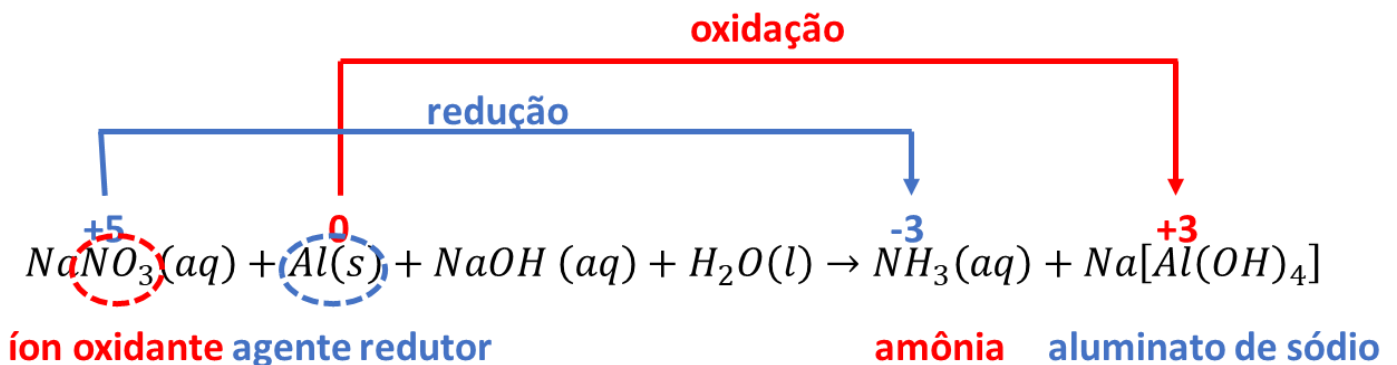 oxidação
redução
+5 0 -3 +3
NaNO₃(aq) + Al(s) + NaOH (aq) + H₂O(l) → NH₃(aq) + Na[Al(OH)₄]
íon oxidante agente redutor amônia aluminato de sódio